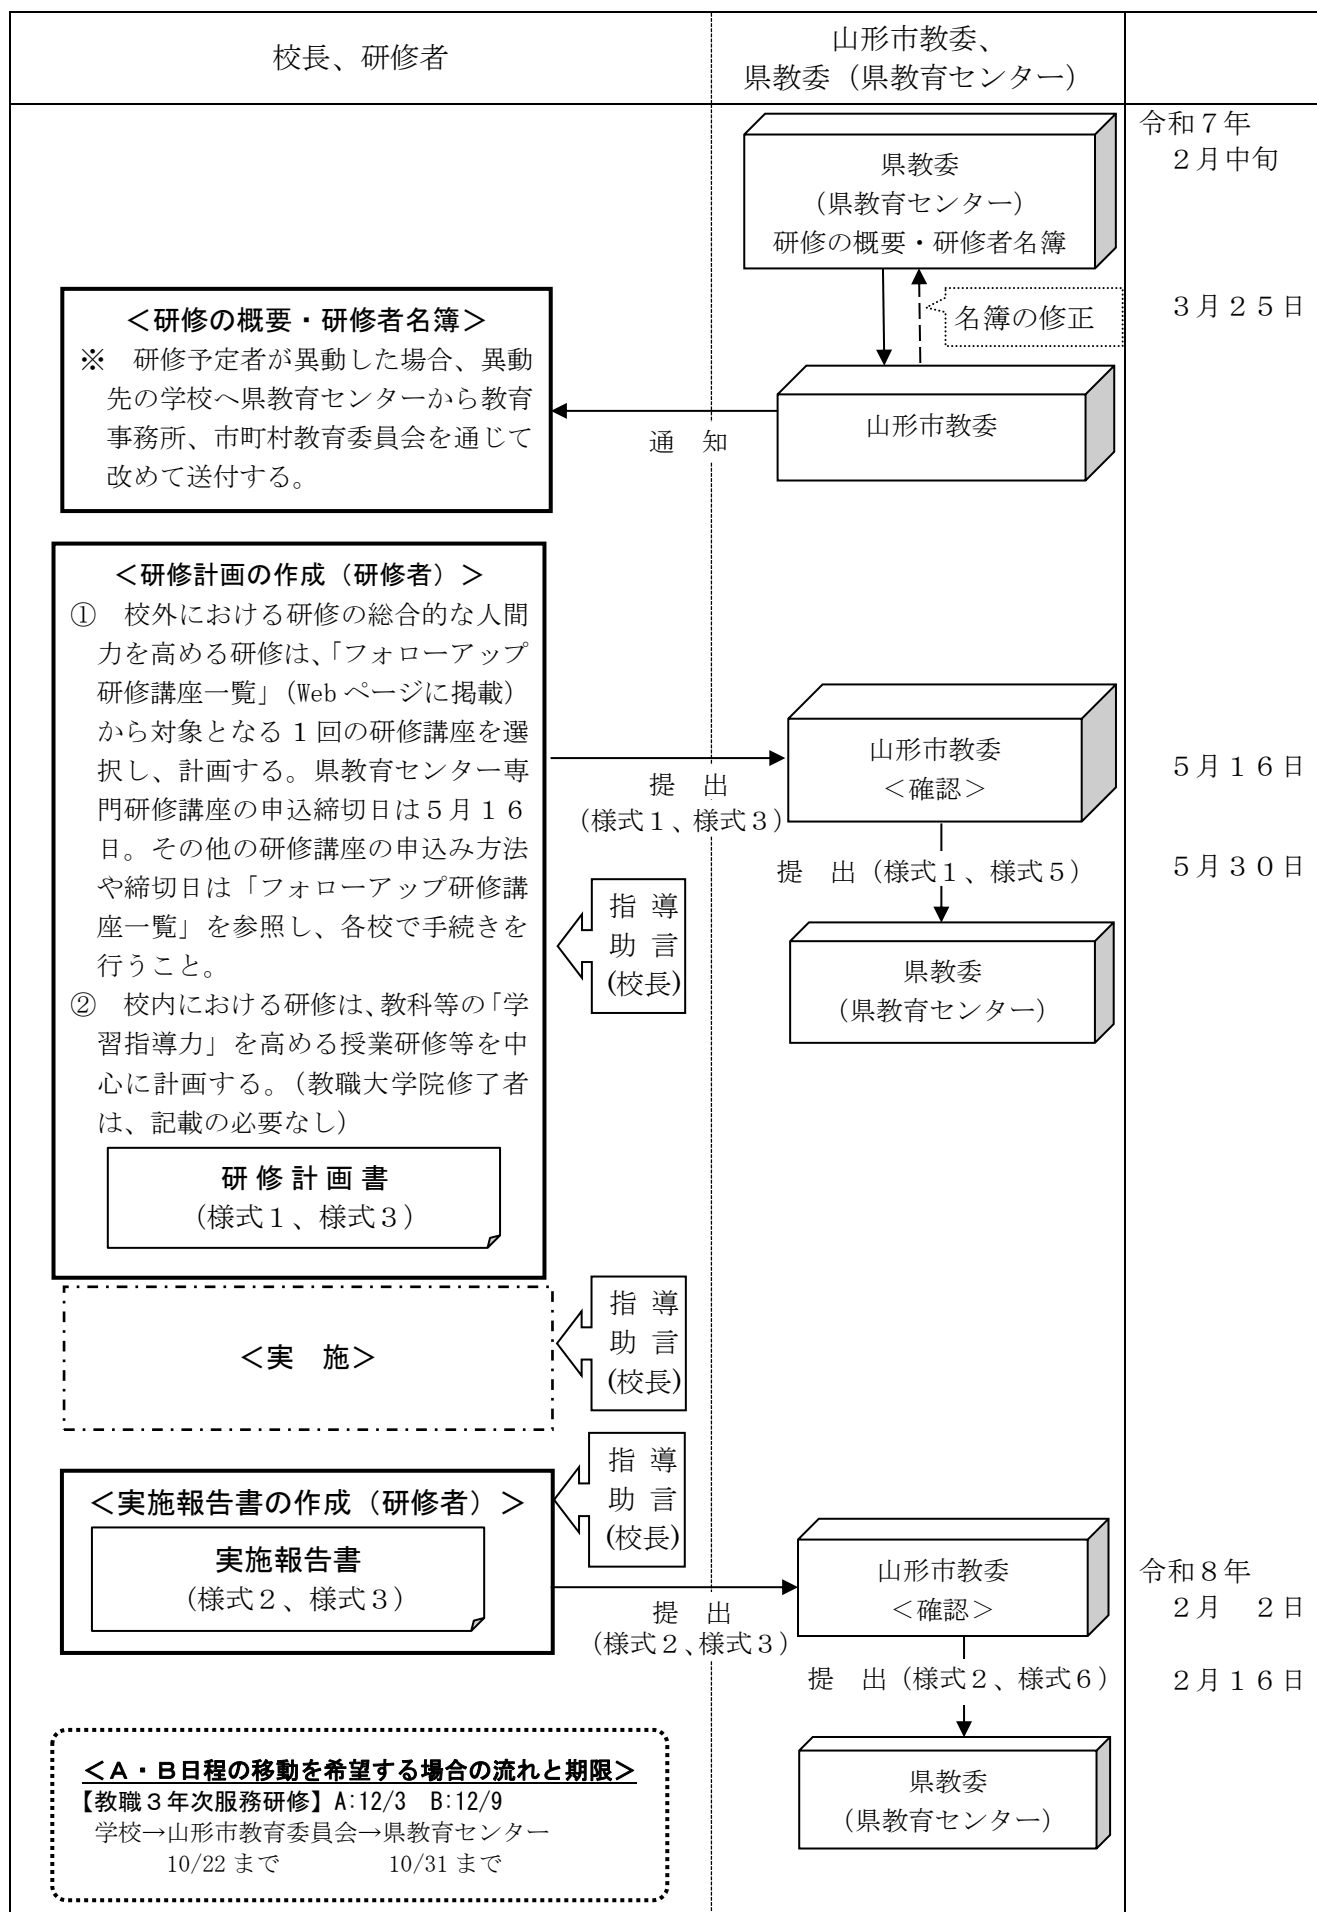 校長、研修者
山形市教委、
県教委（県教育センター）
令和７年
２月中旬
県教委
（県教育センター）
研修の概要・研修者名簿
名簿の修正
３月２５日
＜研修の概要・研修者名簿＞
※　研修予定者が異動した場合、異動
先の学校へ県教育センターから教育
事務所、市町村教育委員会を通じて
改めて送付する。
山形市教委
通　知
＜研修計画の作成（研修者）＞
①　校外における研修の総合的な人間
力を高める研修は、「フォローアップ
研修講座一覧」（Web ページに掲載）
から対象となる１回の研修講座を選
択し、計画する。県教育センター専
門研修講座の申込締切日は５月１６
日。その他の研修講座の申込み方法
や締切日は「フォローアップ研修講
座一覧」を参照し、各校で手続きを
行うこと。
②　校内における研修は、教科等の「学
習指導力」を高める授業研修等を中
心に計画する。（教職大学院修了者
は、記載の必要なし）
研修計画書
（様式１、様式３）
提　出
（様式１、様式３）
山形市教委
＜確認＞
５月１６日
提　出（様式１、様式５）
５月３０日
指　導
助　言
(校長)
県教委
（県教育センター）
＜実　施＞
指　導
助　言
(校長)
指　導
助　言
(校長)
＜実施報告書の作成（研修者）＞
実施報告書
（様式２、様式３）
提　出
（様式２、様式３）
山形市教委
＜確認＞
令和８年
２月　２日
提　出（様式２、様式６）
２月１６日
県教委
（県教育センター）
＜Ａ・Ｂ日程の移動を希望する場合の流れと期限＞
【教職３年次服務研修】A:12/3　B:12/9
学校→山形市教育委員会→県教育センター
10/22 まで　　　　10/31 まで